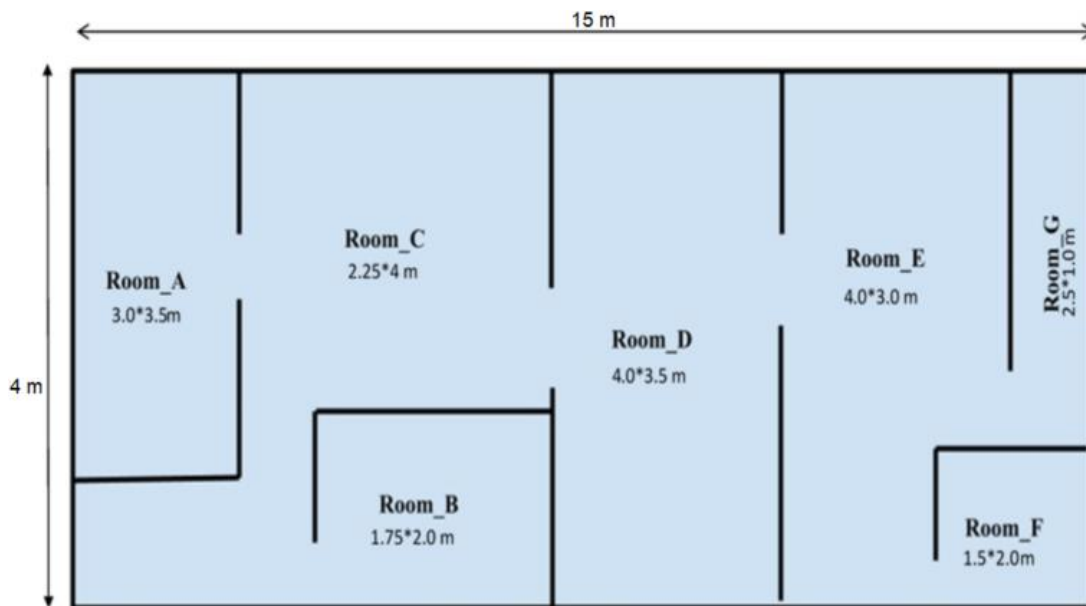 15 m
4 m
Room_A
3.0*3.5m
Room_C
2.25*4 m
Room_B
1.75*2.0 m
Room_D
4.0*3.5 m
Room_E
4.0*3.0 m
Room_G
2.5*1.0 m
Room_F
1.5*2.0m